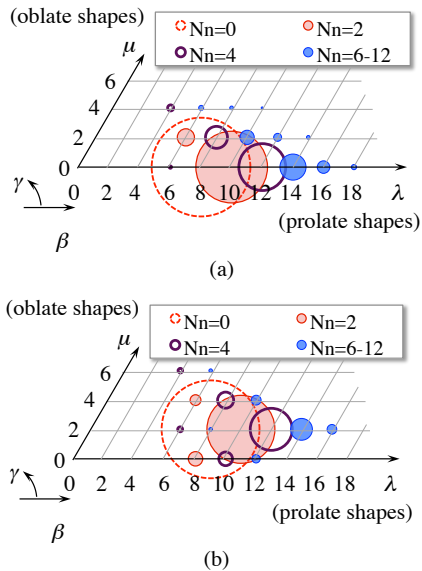 (oblate shapes)
Nn=0 Nn=2
Nn=4 Nn=6-12
μ
6
4
2
0
0 2 4 6 8 10 12 14 16 18 λ
γ
(prolate shapes)
β
(a)
(oblate shapes)
Nn=0 Nn=2
Nn=4 Nn=6-12
μ
6
4
2
0
0 2 4 6 8 10 12 14 16 18 λ
γ
(prolate shapes)
β
(b)